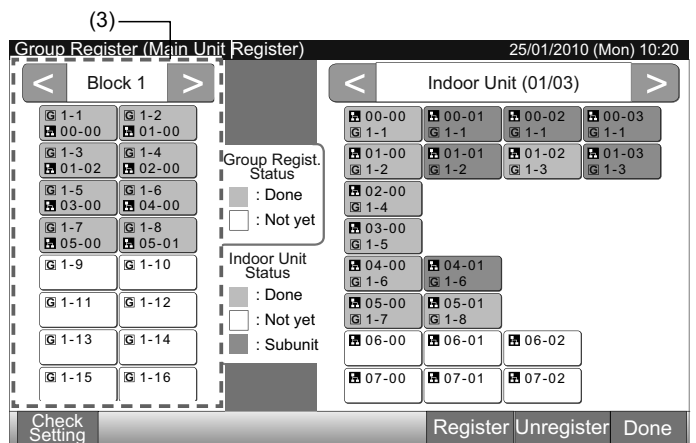 (3)
Group Register (Main Unit Register) 25/01/2010 (Mon) 10:20
< Block 1 >
G 1-1 G 1-2
00-00 01-00
G 1-3 G 1-4
01-02 02-00
G 1-5 G 1-6
03-00 04-00
G 1-7 G 1-8
05-00 05-01
G 1-9 G 1-10
G 1-11 G 1-12
G 1-13 G 1-14
G 1-15 G 1-16
Group Regist.
Status
: Done
: Not yet
Indoor Unit
Status
: Done
: Not yet
: Subunit
< Indoor Unit (01/03) >
00-00 00-01 00-02 00-03
G 1-1 G 1-1 G 1-1 G 1-1
01-00 01-01 01-02 01-03
G 1-2 G 1-2 G 1-3 G 1-3
02-00
G 1-4
03-00
G 1-5
04-00 04-01
G 1-6 G 1-6
05-00 05-01
G 1-7 G 1-8
06-00 06-01 06-02
07-00 07-01 07-02
Check
Setting
Register Unregister Done